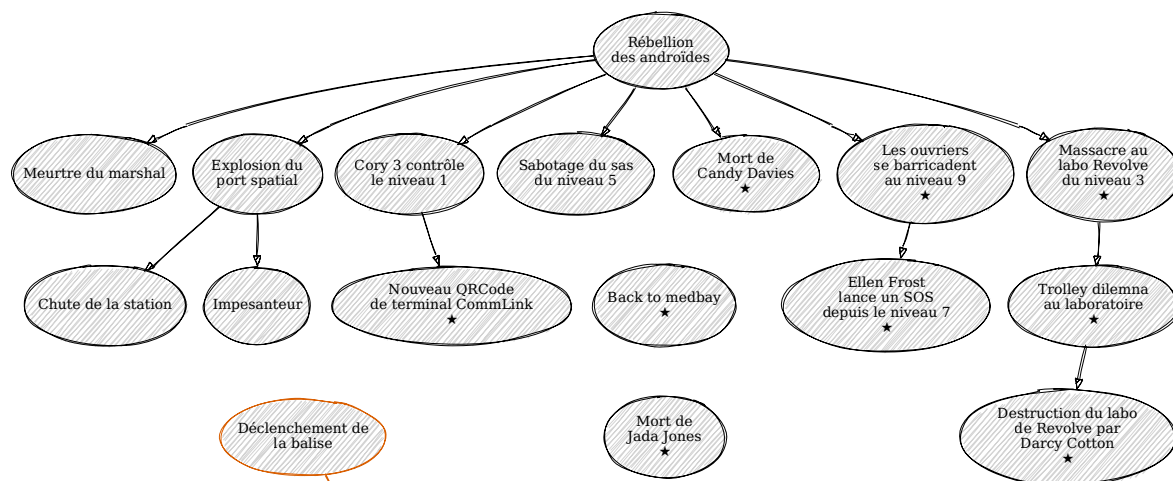 Rébellion
des androïdes
Meurtre du marshal
Explosion du
port spatial
Cory 3 contrôle
le niveau 1
Sabotage du sas
du niveau 5
Mort de
Candy Davies
★
Les ouvriers
se barricadent
au niveau 9
★
Massacre au
labo Revolve
du niveau 3
★
Chute de la station
Impesanteur
Nouveau QRCode
de terminal CommLink
★
Back to medbay
★
Ellen Frost
lance un SOS
depuis le niveau 7
★
Trolley dilemna
au laboratoire
★
Déclenchement de
la balise
Mort de
Jada Jones
★
Destruction du labo
de Revolve par
Darcy Cotton
★